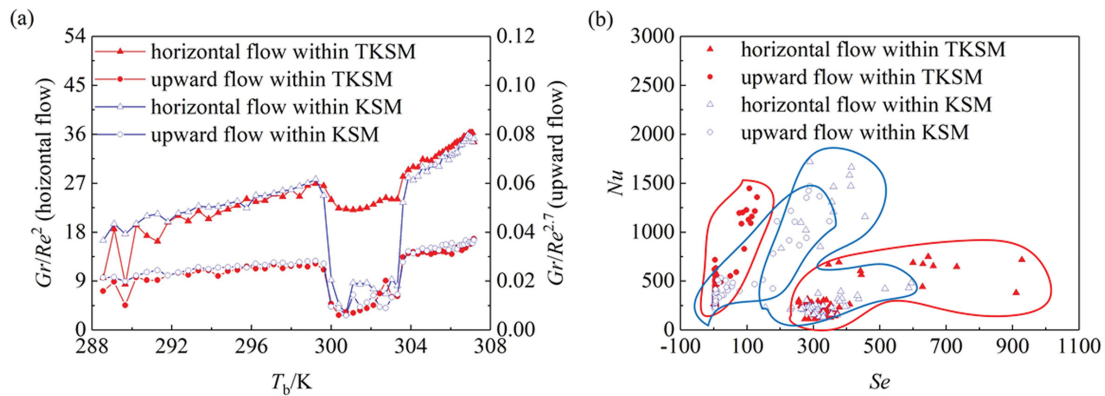 (a)
54
45
36
27
18
9
0
Gr/Re² (horizontal flow)
horizontal flow within TKSM
upward flow within TKSM
horizontal flow within KSM
upward flow within KSM
0.12
0.10
0.08
0.06
0.04
0.02
0.00
Gr/Re²·⁷ (upward flow)
288 292 296 300 304 308
T_b/K
(b)
3000
2500
2000
1500
1000
500
0
Nu
horizontal flow within TKSM
upward flow within TKSM
horizontal flow within KSM
upward flow within KSM
-100 100 300 500 700 900 1100
Se